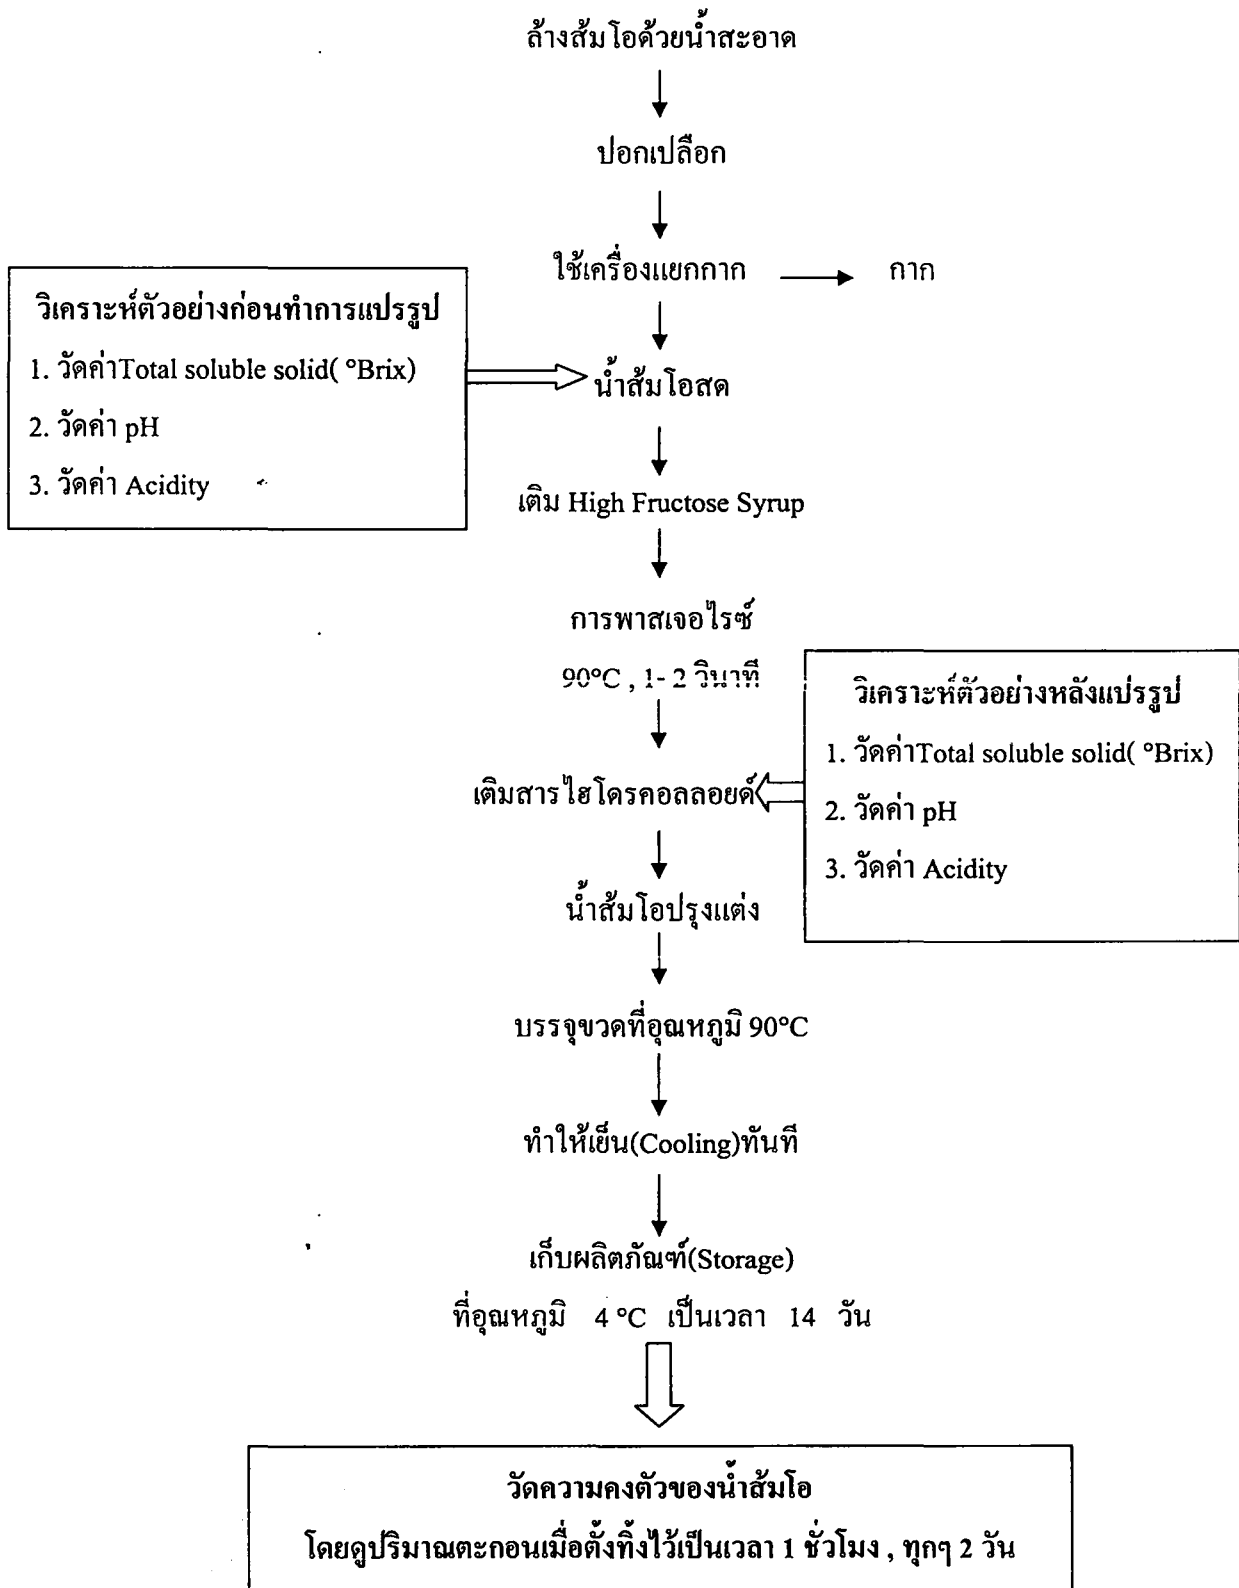 ล้างส้มโอด้วยน้ำสะอาด
ปอกเปลือก
ใช้เครื่องแยกกาก
กาก
วิเคราะห์ตัวอย่างก่อนทำการแปรรูป
1. วัดค่าTotal soluble solid( °Brix)
2. วัดค่า pH
3. วัดค่า Acidity
น้ำส้มโอสด
เติม High Fructose Syrup
การพาสเจอไรซ์
90°C , 1- 2 วินาที
วิเคราะห์ตัวอย่างหลังแปรรูป
1. วัดค่าTotal soluble solid( °Brix)
2. วัดค่า pH
3. วัดค่า Acidity
เติมสารไฮโดรคอลลอยด์
น้ำส้มโอปรุงแต่ง
บรรจุขวดที่อุณหภูมิ 90°C
ทำให้เย็น(Cooling)ทันที
เก็บผลิตภัณฑ์(Storage)
ที่อุณหภูมิ 4 °C เป็นเวลา 14 วัน
วัดความคงตัวของน้ำส้มโอ
โดยดูปริมาณตะกอนเมื่อตั้งทิ้งไว้เป็นเวลา 1 ชั่วโมง , ทุกๆ 2 วัน